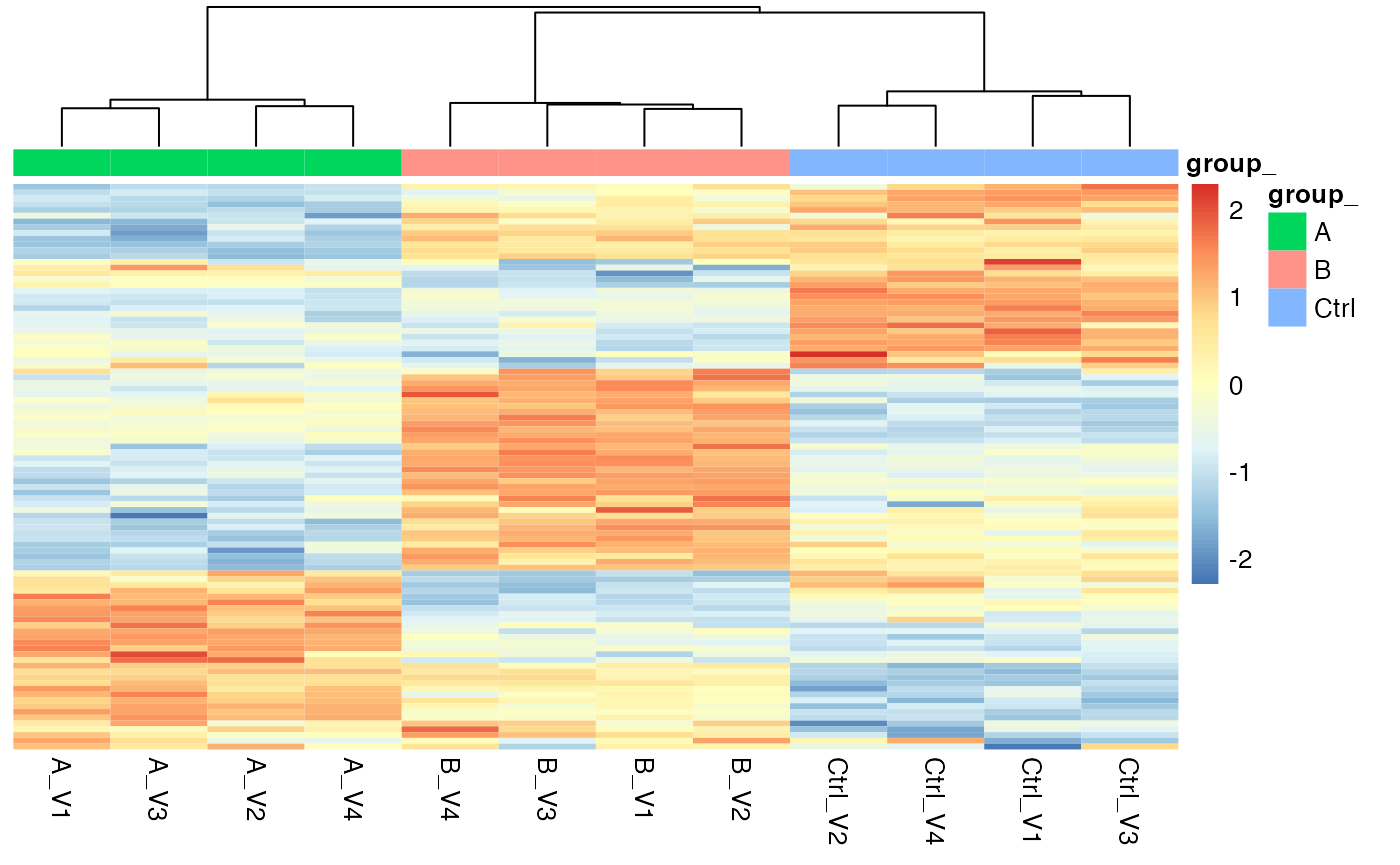 group_
2
1
0
-1
-2
group_
A
B
Ctrl
A_V1
A_V3
A_V2
A_V4
B_V4
B_V3
B_V1
B_V2
Ctrl_V2
Ctrl_V4
Ctrl_V1
Ctrl_V3